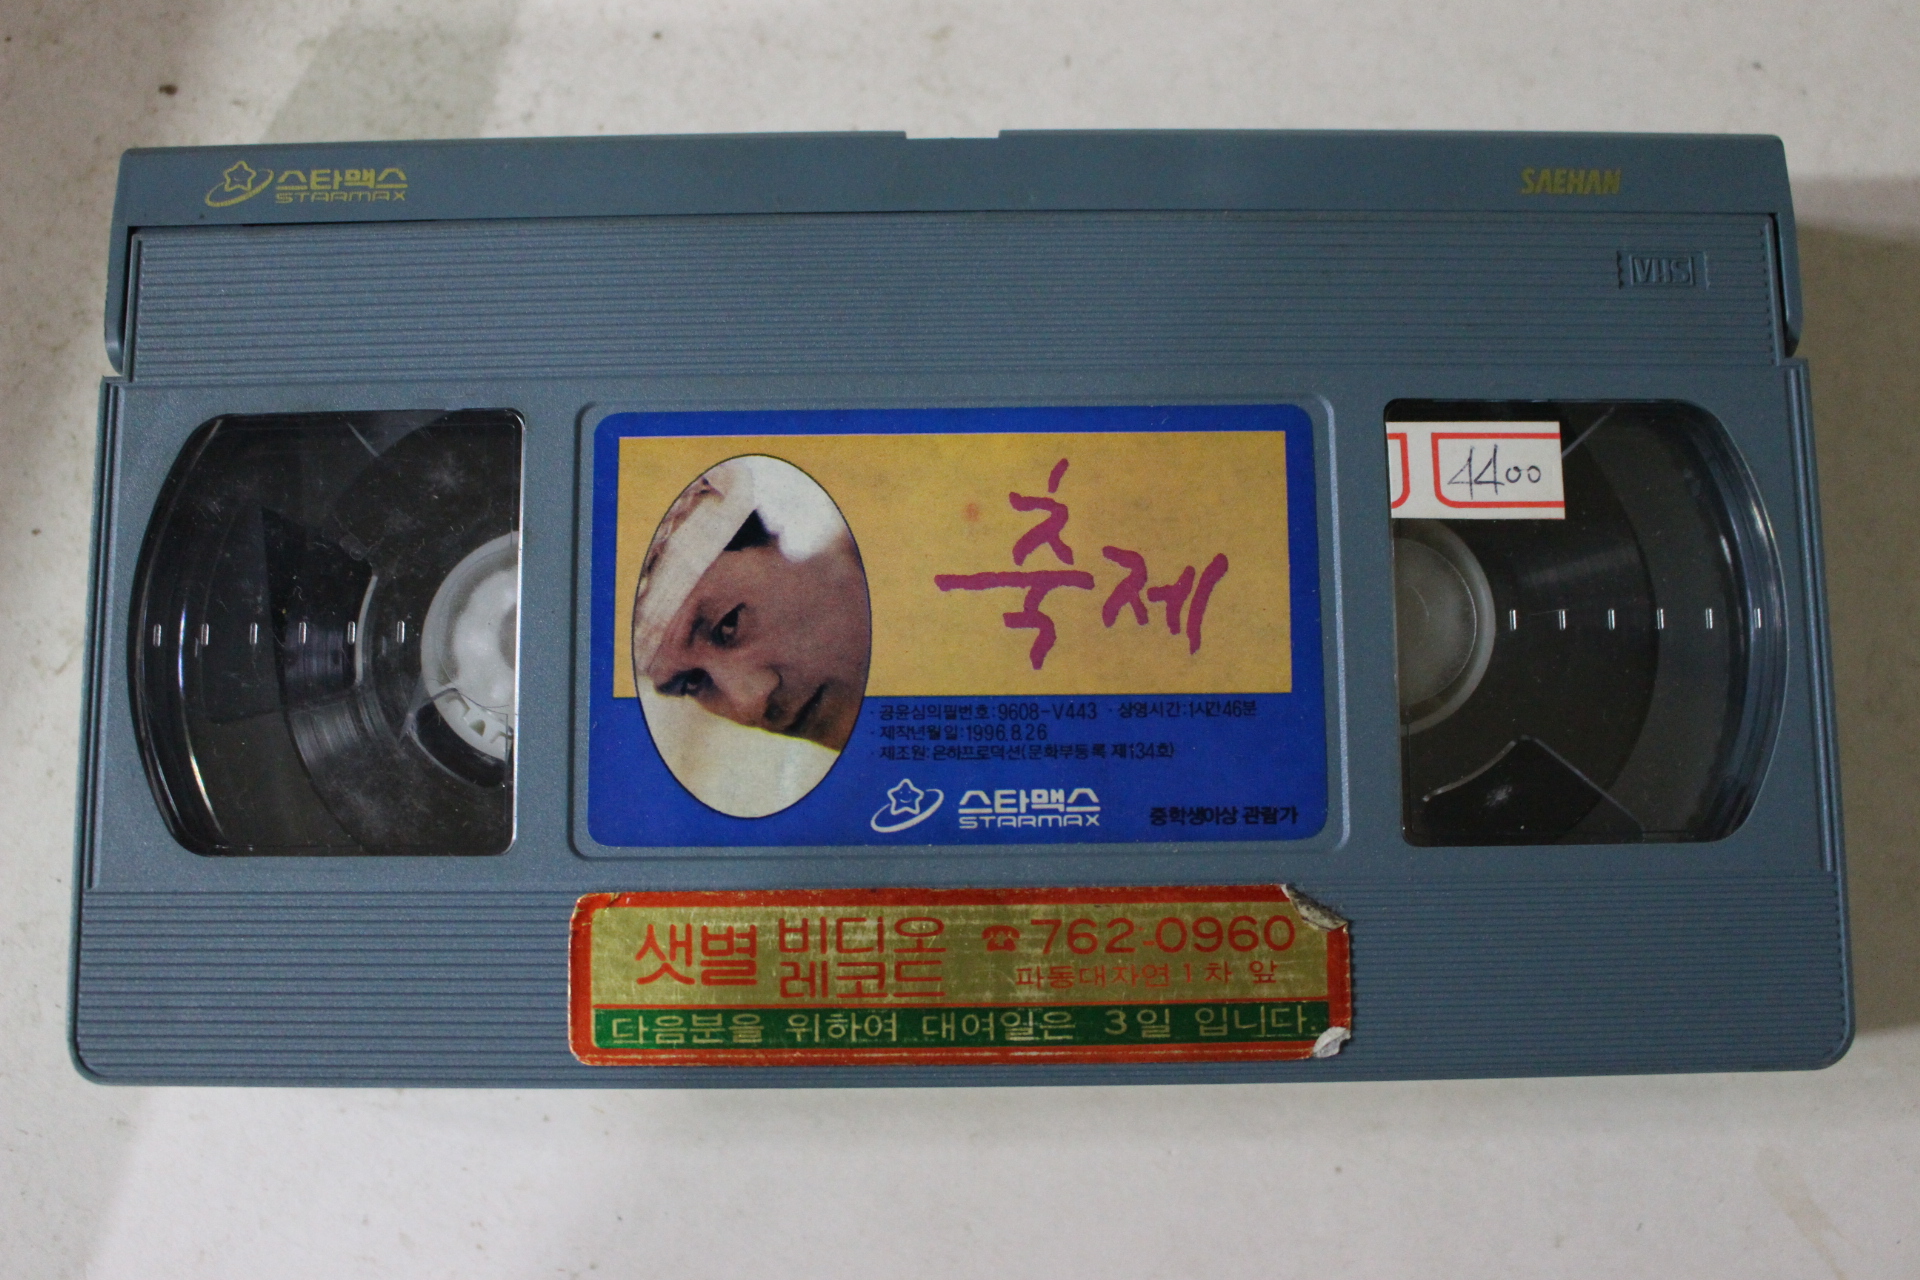 스타맥스
STARMAX
SAEHAN
VHS
4400
축제
· 공윤심의필번호:9608-V443 · 상영시간:1시간46분
· 제작년월일:1996.8.26
· 제조원:은하프로덕션(문화부등록 제134호)
스타맥스
STARMAX
중학생이상 관람가
샛별 비디오 레코드 ☎762-0960
파동대자연1차 앞
다음분을 위하여 대여일은 3일 입니다.